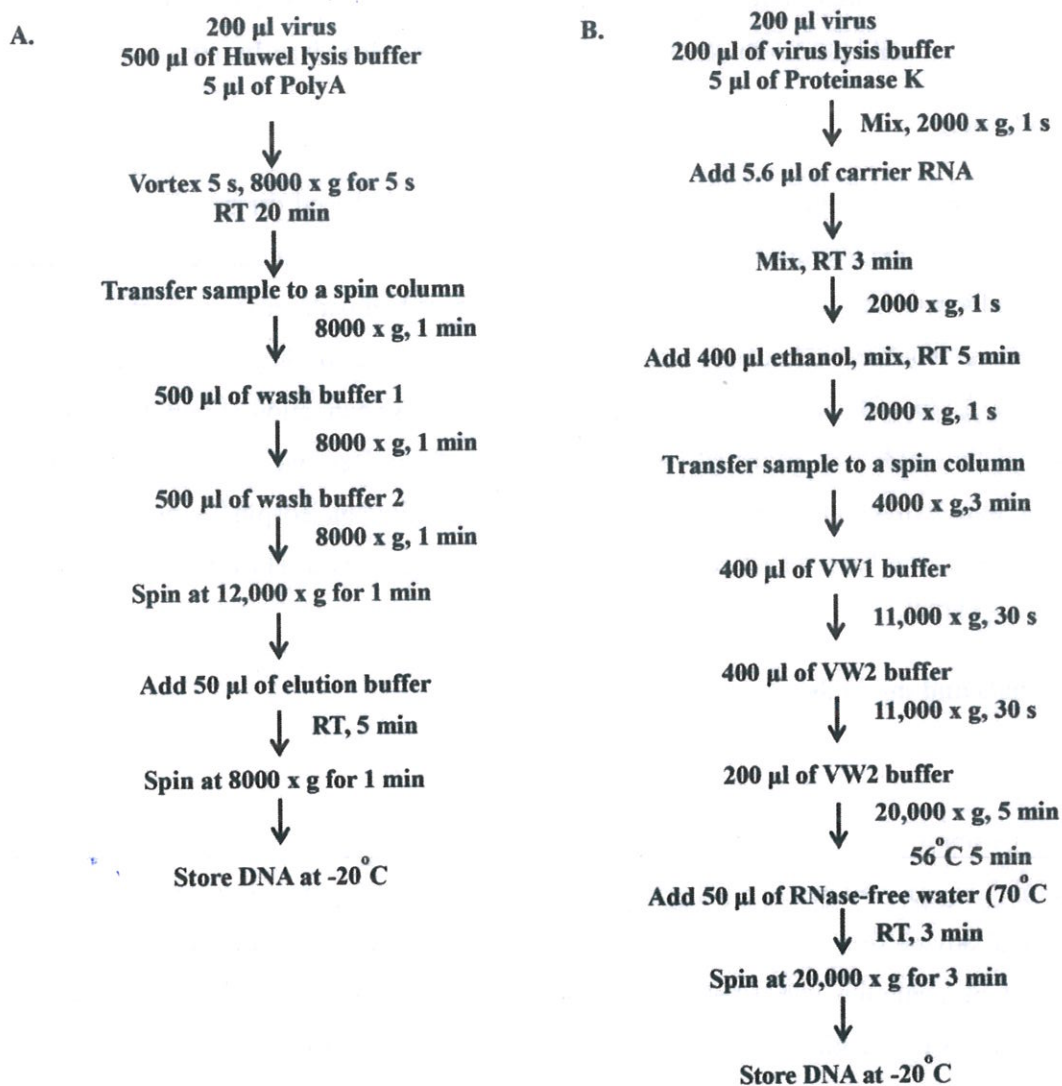 A.
200 µl virus
500 µl of Huwel lysis buffer
5 µl of PolyA
Vortex 5 s, 8000 x g for 5 s
RT 20 min
Transfer sample to a spin column
8000 x g, 1 min
500 µl of wash buffer 1
8000 x g, 1 min
500 µl of wash buffer 2
8000 x g, 1 min
Spin at 12,000 x g for 1 min
Add 50 µl of elution buffer
RT, 5 min
Spin at 8000 x g for 1 min
Store DNA at -20°C
B.
200 µl virus
200 µl of virus lysis buffer
5 µl of Proteinase K
Mix, 2000 x g, 1 s
Add 5.6 µl of carrier RNA
Mix, RT 3 min
2000 x g, 1 s
Add 400 µl ethanol, mix, RT 5 min
2000 x g, 1 s
Transfer sample to a spin column
4000 x g,3 min
400 µl of VW1 buffer
11,000 x g, 30 s
400 µl of VW2 buffer
11,000 x g, 30 s
200 µl of VW2 buffer
20,000 x g, 5 min
56°C 5 min
Add 50 µl of RNase-free water (70°C
RT, 3 min
Spin at 20,000 x g for 3 min
Store DNA at -20°C